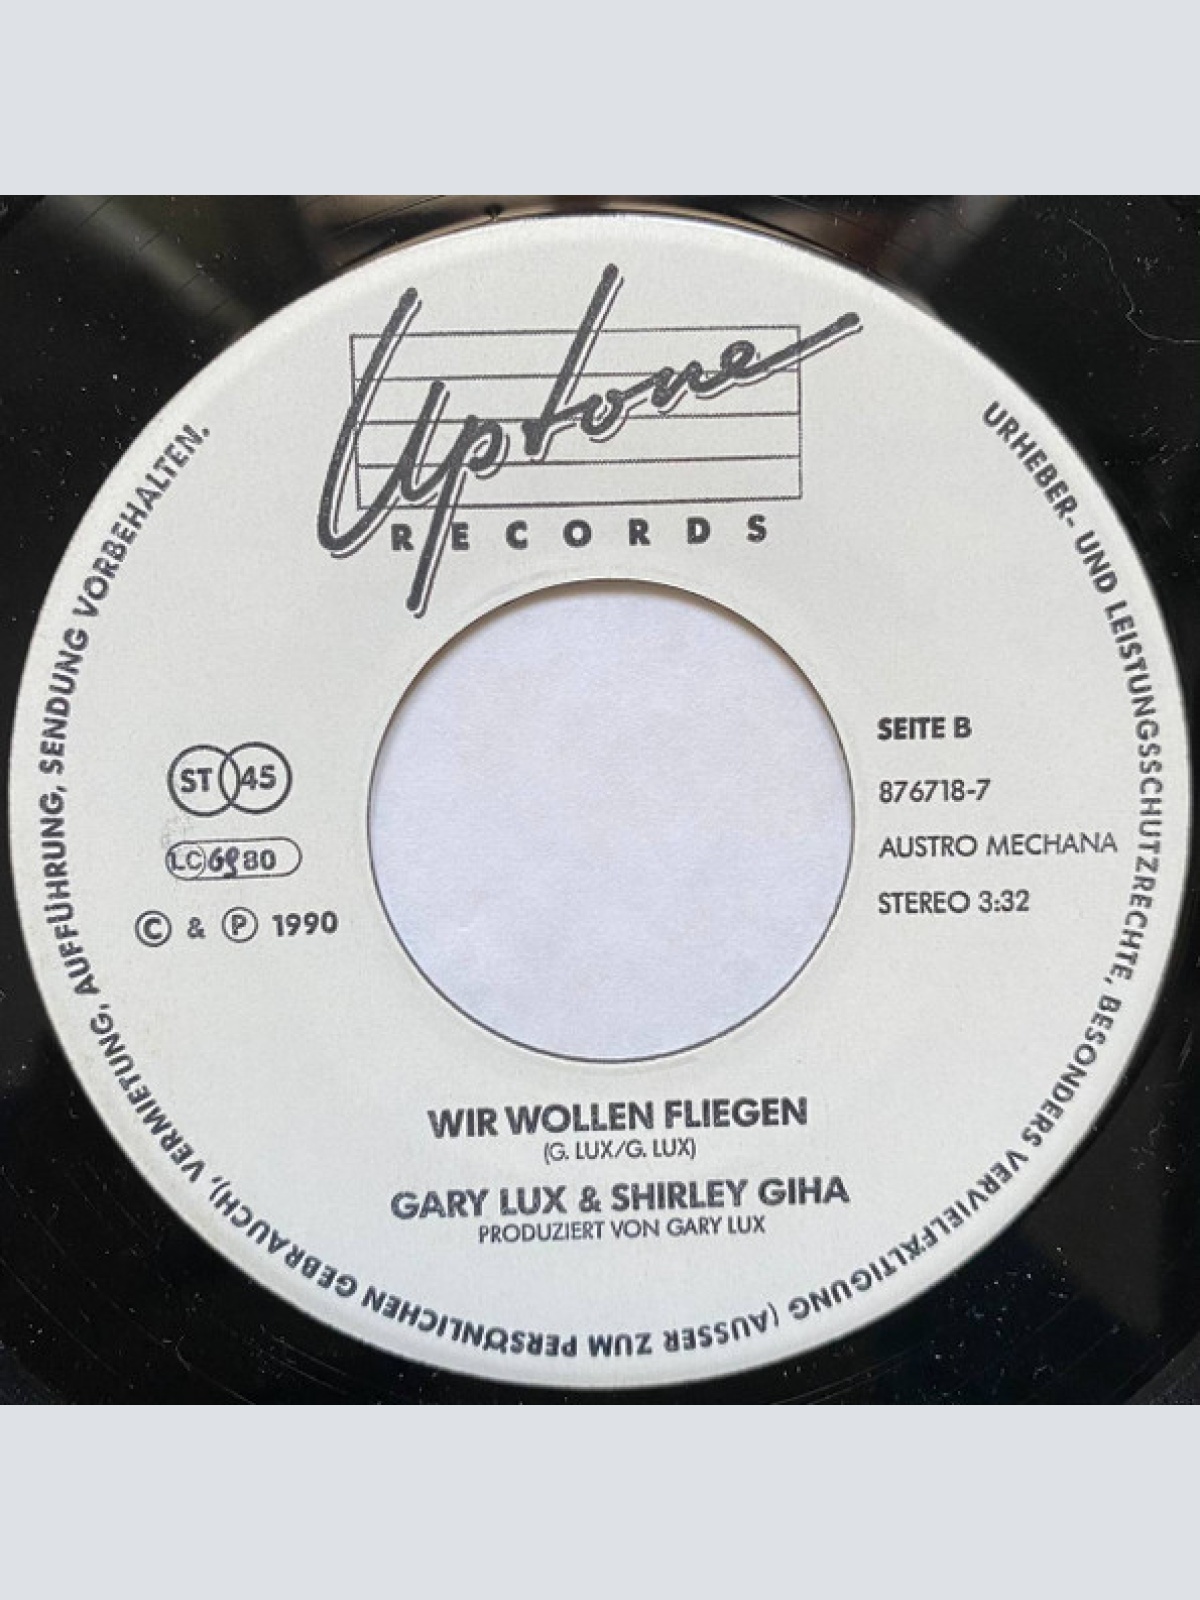 Uptone
RECORDS
URHEBER- UND LEISTUNGSSCHUTZRECHTE, BESONDERS VERVIELFÄLTIGUNG (AUSSER ZUM PERSÖNLICHEN GEBRAUCH), VERMIETUNG, AUFFÜHRUNG, SENDUNG VORBEHALTEN.
ST 45
LC 6980
© & ℗ 1990
SEITE B
876718-7
AUSTRO MECHANA
STEREO 3:32
WIR WOLLEN FLIEGEN
(G. LUX/G. LUX)
GARY LUX & SHIRLEY GIHA
PRODUZIERT VON GARY LUX